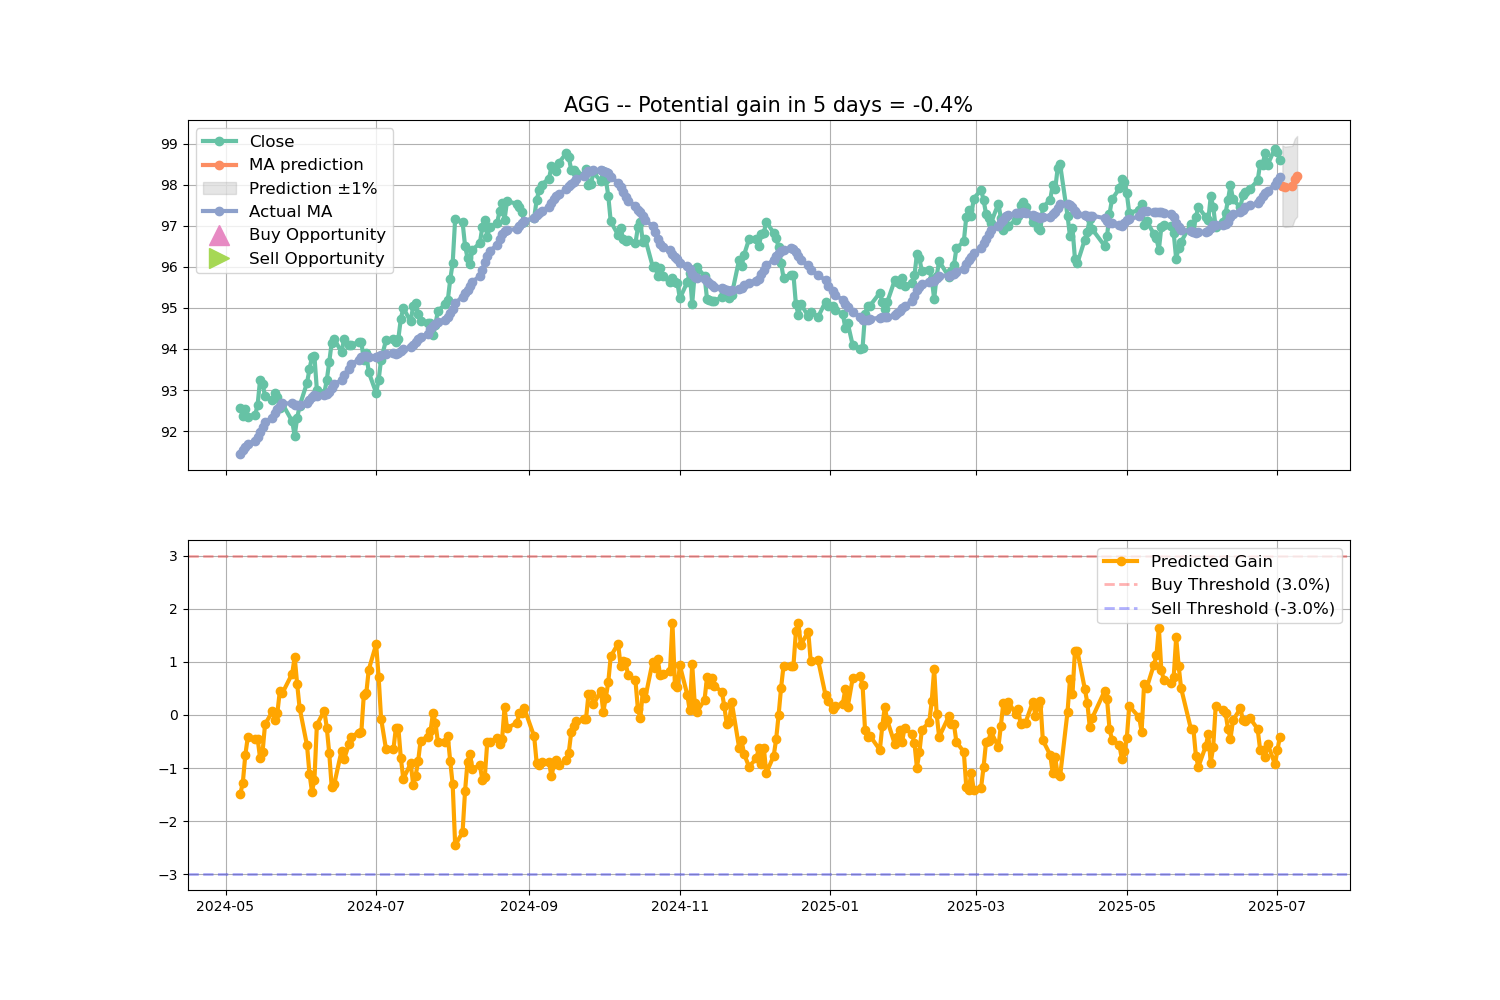 AGG -- Potential gain in 5 days = -0.4%
99
98
97
96
95
94
93
92
Close
MA prediction
Prediction ±1%
Actual MA
Buy Opportunity
Sell Opportunity
3
2
1
0
−1
−2
−3
Predicted Gain
Buy Threshold (3.0%)
Sell Threshold (-3.0%)
2024-05
2024-07
2024-09
2024-11
2025-01
2025-03
2025-05
2025-07